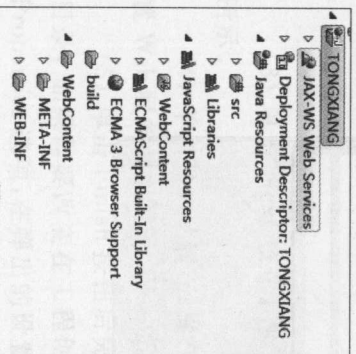 TONGXIANG
JAX-WS Web Services
Deployment Descriptor: TONGXIANG
Java Resources
src
Libraries
JavaScript Resources
WebContent
ECMAScript Built-In Library
ECMA 3 Browser Support
build
WebContent
META-INF
WEB-INF